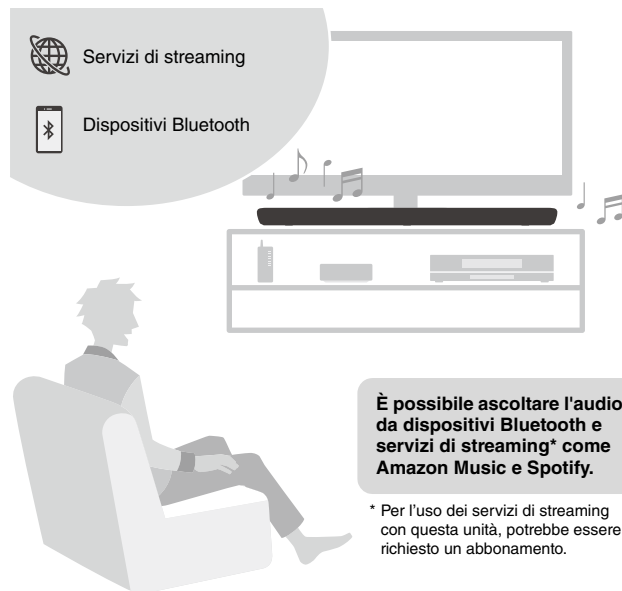 Servizi di streaming
Dispositivi Bluetooth
È possibile ascoltare l'audio
da dispositivi Bluetooth e
servizi di streaming* come
Amazon Music e Spotify.
* Per l’uso dei servizi di streaming
con questa unità, potrebbe essere
richiesto un abbonamento.